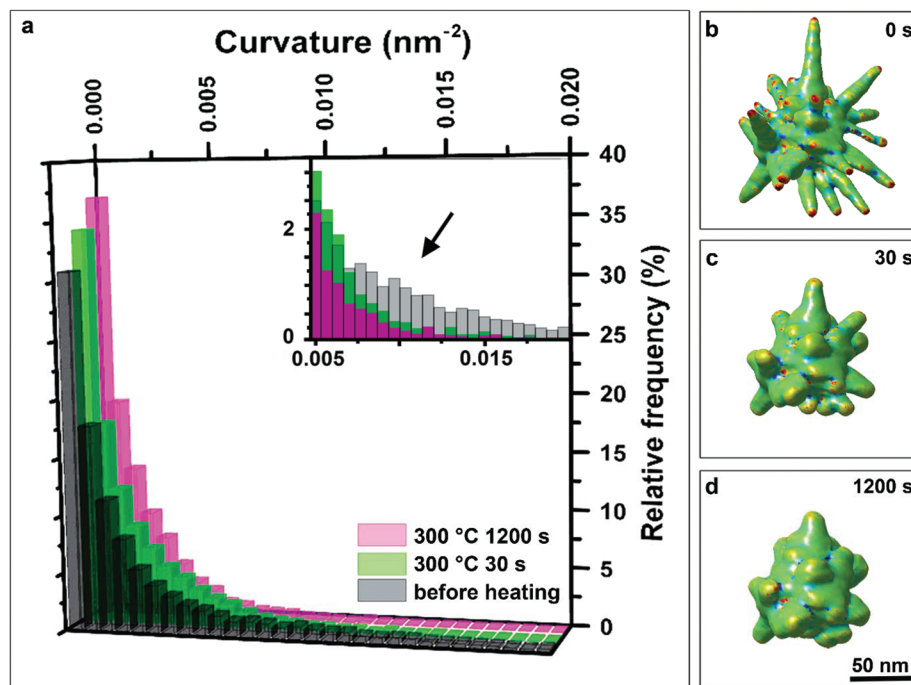 a
Curvature (nm⁻²)
0.000
0.005
0.010
0.015
0.020
40
35
30
25
20
15
10
5
0
Relative frequency (%)
2
0
0.005
0.015
300 °C 1200 s
300 °C 30 s
before heating
b
0 s
c
30 s
d
1200 s
50 nm